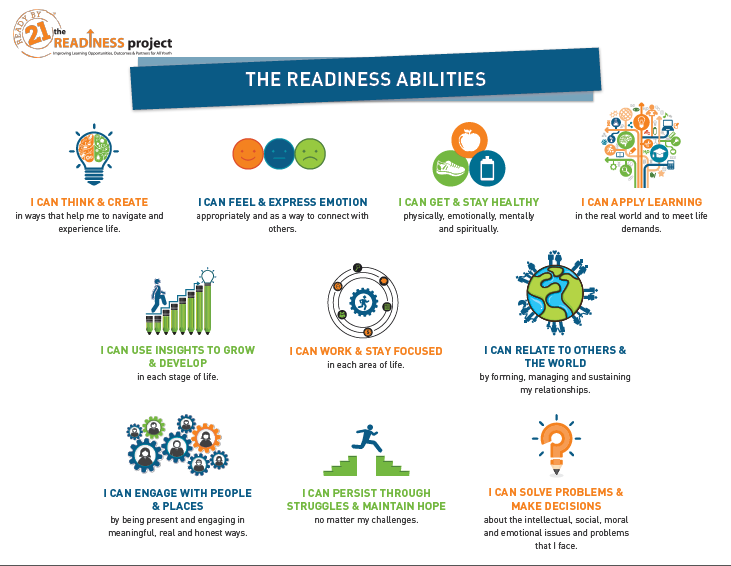 READY BY
21
the
READINESS project
Improving Learning Opportunities, Outcomes & Partners for All Youth
THE READINESS ABILITIES
I CAN THINK & CREATE
in ways that help me to navigate and
experience life.
I CAN FEEL & EXPRESS EMOTION
appropriately and as a way to connect with
others.
I CAN GET & STAY HEALTHY
physically, emotionally, mentally
and spiritually.
I CAN APPLY LEARNING
in the real world and to meet life
demands.
I CAN USE INSIGHTS TO GROW
& DEVELOP
in each stage of life.
I CAN WORK & STAY FOCUSED
in each area of life.
I CAN RELATE TO OTHERS &
THE WORLD
by forming, managing and sustaining
my relationships.
I CAN ENGAGE WITH PEOPLE
& PLACES
by being present and engaging in
meaningful, real and honest ways.
I CAN PERSIST THROUGH
STRUGGLES & MAINTAIN HOPE
no matter my challenges.
I CAN SOLVE PROBLEMS &
MAKE DECISIONS
about the intellectual, social, moral
and emotional issues and problems
that I face.